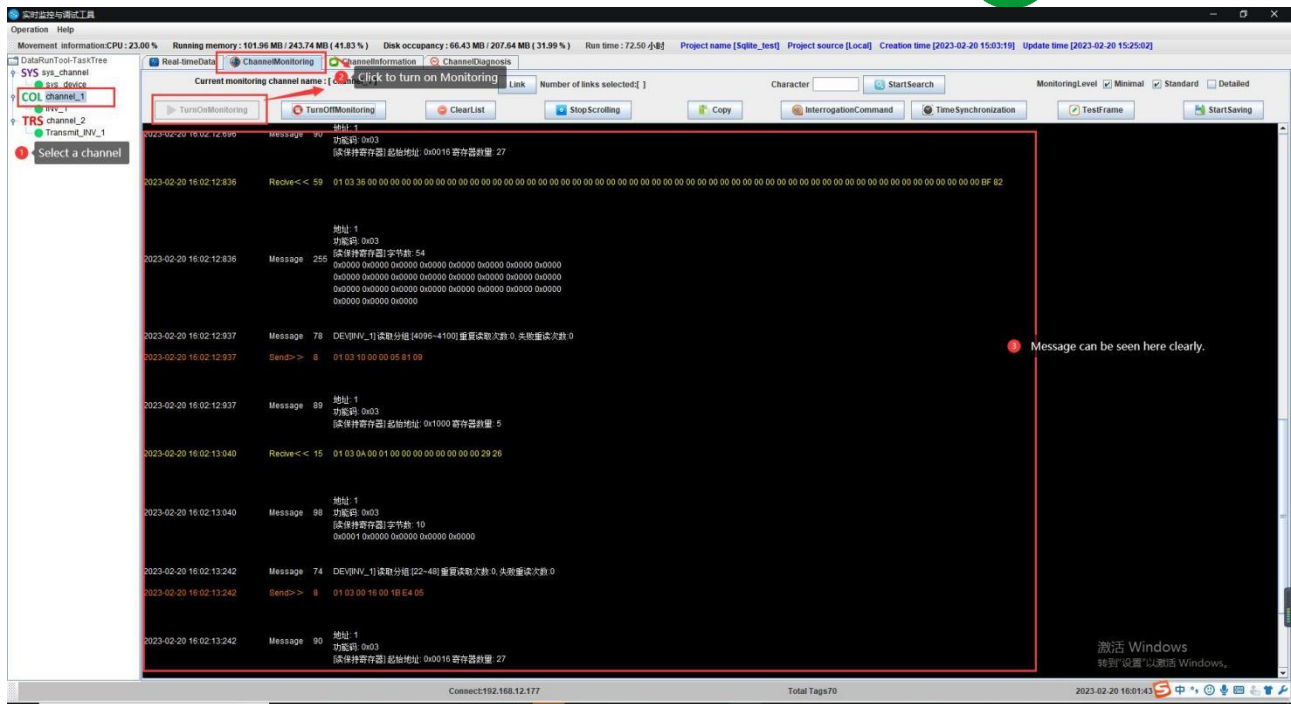 实时监控与调试工具
Operation Help
Movement information:CPU : 23.00 % Running memory : 101.96 MB / 243.74 MB ( 41.83 % ) Disk occupancy : 66.43 MB / 207.64 MB ( 31.99 % ) Run time : 72.50 小时 Project name [Sqlite_test] Project source [Local] Creation time [2023-02-20 15:03:19] Update time [2023-02-20 15:25:02]
DataRunTool-TaskTree
Real-timeData ChannelMonitoring ChannelInformation ChannelDiagnosis
SYS sys_channel
sys_device
COL channel_1
INV_1
TRS channel_2
Transmit_INV_1
1 Select a channel
2 Click to turn on Monitoring
Current monitoring channel name : [ Link Number of links selected:[ ] Character StartSearch MonitoringLevel Minimal Standard Detailed
TurnOnMonitoring TurnOffMonitoring ClearList StopScrolling Copy InterrogationCommand TimeSynchronization TestFrame StartSaving
2023-02-20 16:02:12:696 Message 90 地址: 1
功能码: 0x03
[读保持寄存器] 起始地址: 0x0016 寄存器数量: 27
2023-02-20 16:02:12:836 Recive<< 59 01 03 36 00 00 00 00 00 00 00 00 00 00 00 00 00 00 00 00 00 00 00 00 00 00 00 00 00 00 00 00 00 00 00 00 00 00 00 00 00 00 00 00 00 00 00 00 00 00 00 00 00 00 00 00 00 00 BF 82
2023-02-20 16:02:12:836 Message 255 地址: 1
功能码: 0x03
[读保持寄存器] 字节数: 54
0x0000 0x0000 0x0000 0x0000 0x0000 0x0000 0x0000 0x0000
0x0000 0x0000 0x0000 0x0000 0x0000 0x0000 0x0000 0x0000
0x0000 0x0000 0x0000 0x0000 0x0000 0x0000 0x0000 0x0000
0x0000 0x0000 0x0000
2023-02-20 16:02:12:937 Message 78 DEV[INV_1] 读取分组 [4096~4100] 重复读取次数:0, 失败重读次数:0
2023-02-20 16:02:12:937 Send>> 8 01 03 10 00 00 05 81 09
3 Message can be seen here clearly.
2023-02-20 16:02:12:937 Message 89 地址: 1
功能码: 0x03
[读保持寄存器] 起始地址: 0x1000 寄存器数量: 5
2023-02-20 16:02:13:040 Recive<< 15 01 03 0A 00 01 00 00 00 00 00 00 00 00 29 26
2023-02-20 16:02:13:040 Message 98 地址: 1
功能码: 0x03
[读保持寄存器] 字节数: 10
0x0001 0x0000 0x0000 0x0000 0x0000
2023-02-20 16:02:13:242 Message 74 DEV[INV_1] 读取分组 [22~48] 重复读取次数:0, 失败重读次数:0
2023-02-20 16:02:13:242 Send>> 8 01 03 00 16 00 1B E4 05
2023-02-20 16:02:13:242 Message 90 地址: 1
功能码: 0x03
[读保持寄存器] 起始地址: 0x0016 寄存器数量: 27
激活 Windows
转到"设置"以激活 Windows。
Connect:192.168.12.177 Total Tags70 2023-02-20 16:01:43 中